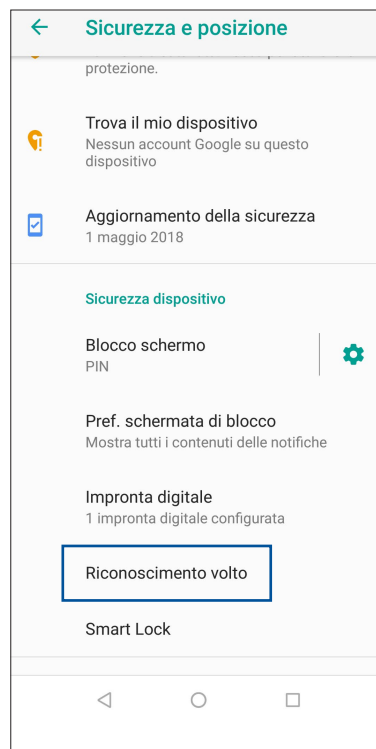 Sicurezza e posizione
protezione.
Trova il mio dispositivo
Nessun account Google su questo
dispositivo
Aggiornamento della sicurezza
1 maggio 2018
Sicurezza dispositivo
Blocco schermo
PIN
Pref. schermata di blocco
Mostra tutti i contenuti delle notifiche
Impronta digitale
1 impronta digitale configurata
Riconoscimento volto
Smart Lock